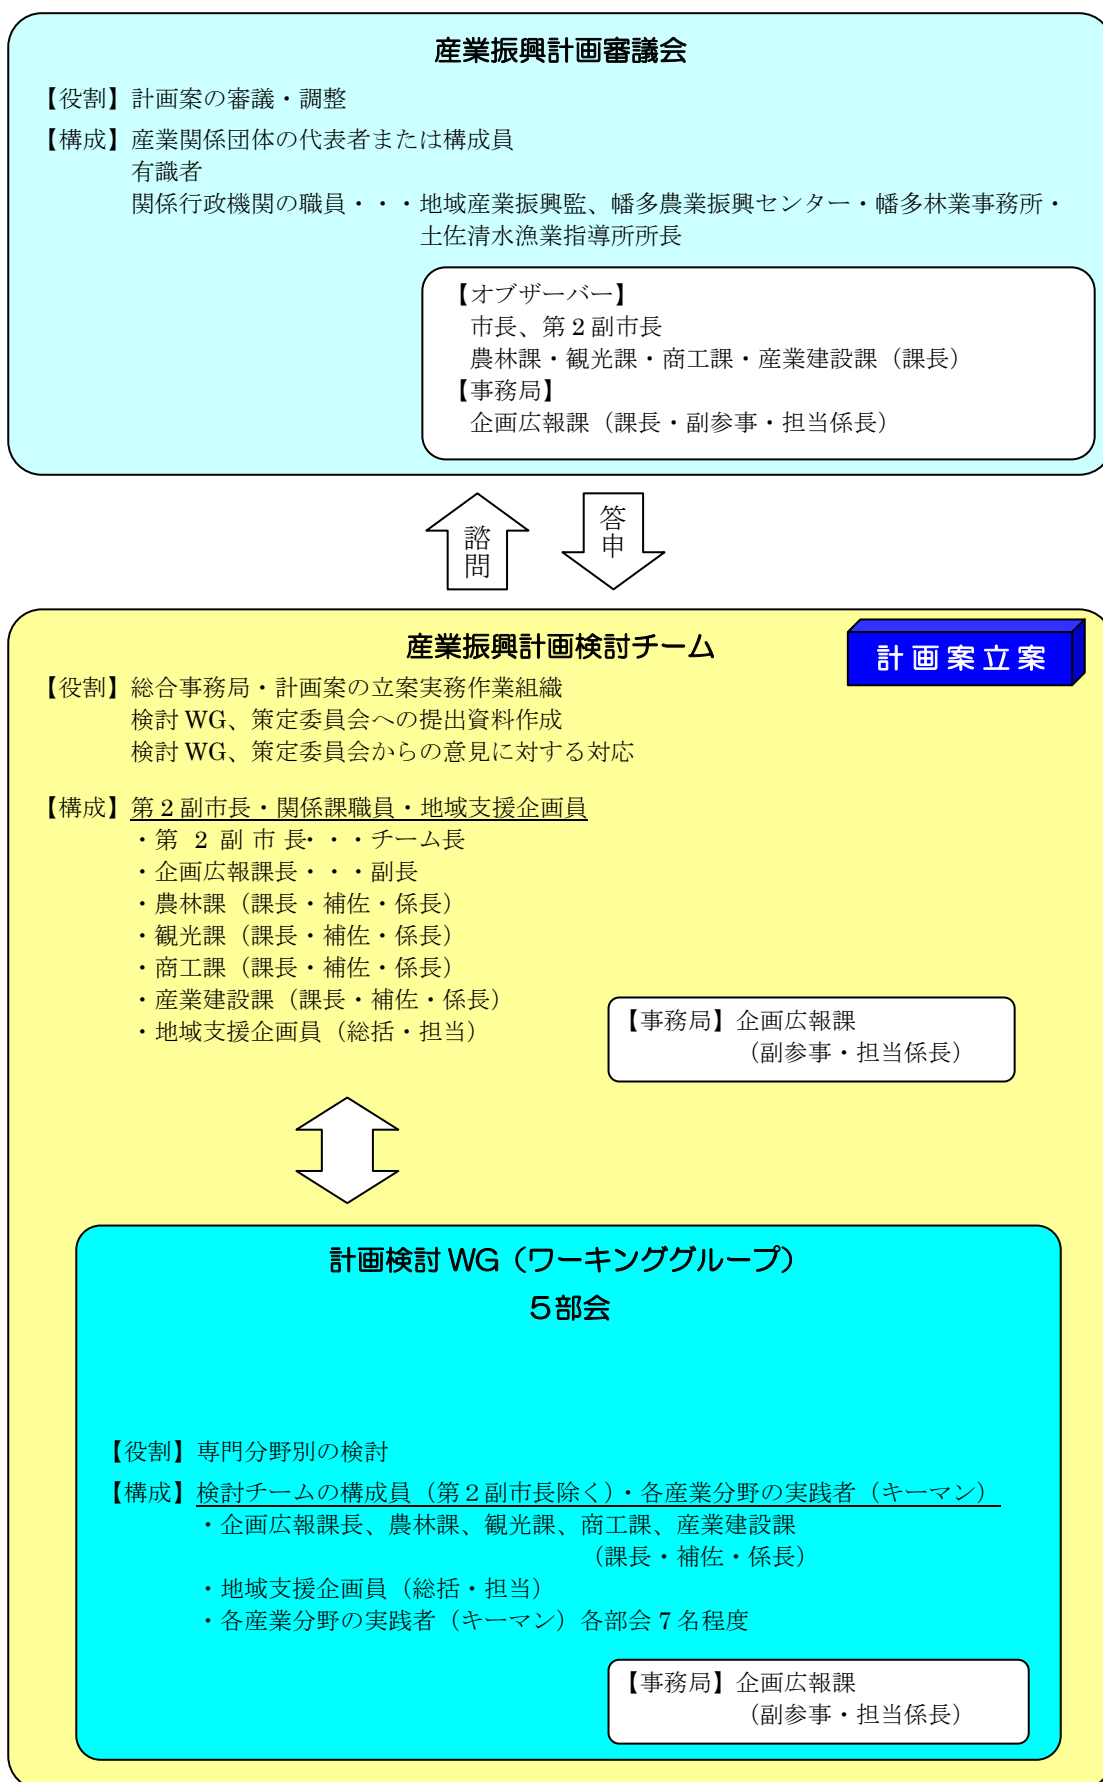 産業振興計画審議会
【役割】計画案の審議・調整
【構成】産業関係団体の代表者または構成員
有識者
関係行政機関の職員・・・地域産業振興監、幡多農業振興センター・幡多林業事務所・
土佐清水漁業指導所所長
【オブザーバー】
市長、第2副市長
農林課・観光課・商工課・産業建設課（課長）
【事務局】
企画広報課（課長・副参事・担当係長）
諮問
答申
産業振興計画検討チーム
計画案立案
【役割】総合事務局・計画案の立案実務作業組織
検討WG、策定委員会への提出資料作成
検討WG、策定委員会からの意見に対する対応
【構成】第2副市長・関係課職員・地域支援企画員
・第 2 副 市 長・・・チーム長
・企画広報課長・・・副長
・農林課（課長・補佐・係長）
・観光課（課長・補佐・係長）
・商工課（課長・補佐・係長）
・産業建設課（課長・補佐・係長）
・地域支援企画員（総括・担当）
【事務局】企画広報課
（副参事・担当係長）
計画検討WG（ワーキンググループ）
５部会
【役割】専門分野別の検討
【構成】検討チームの構成員（第２副市長除く）・各産業分野の実践者（キーマン）
・企画広報課長、農林課、観光課、商工課、産業建設課
（課長・補佐・係長）
・地域支援企画員（総括・担当）
・各産業分野の実践者（キーマン）各部会7名程度
【事務局】企画広報課
（副参事・担当係長）